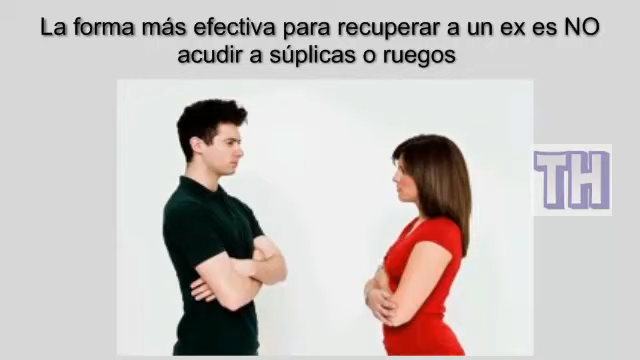 La forma más efectiva para recuperar a un ex es NO
acudir a súplicas o ruegos
TH